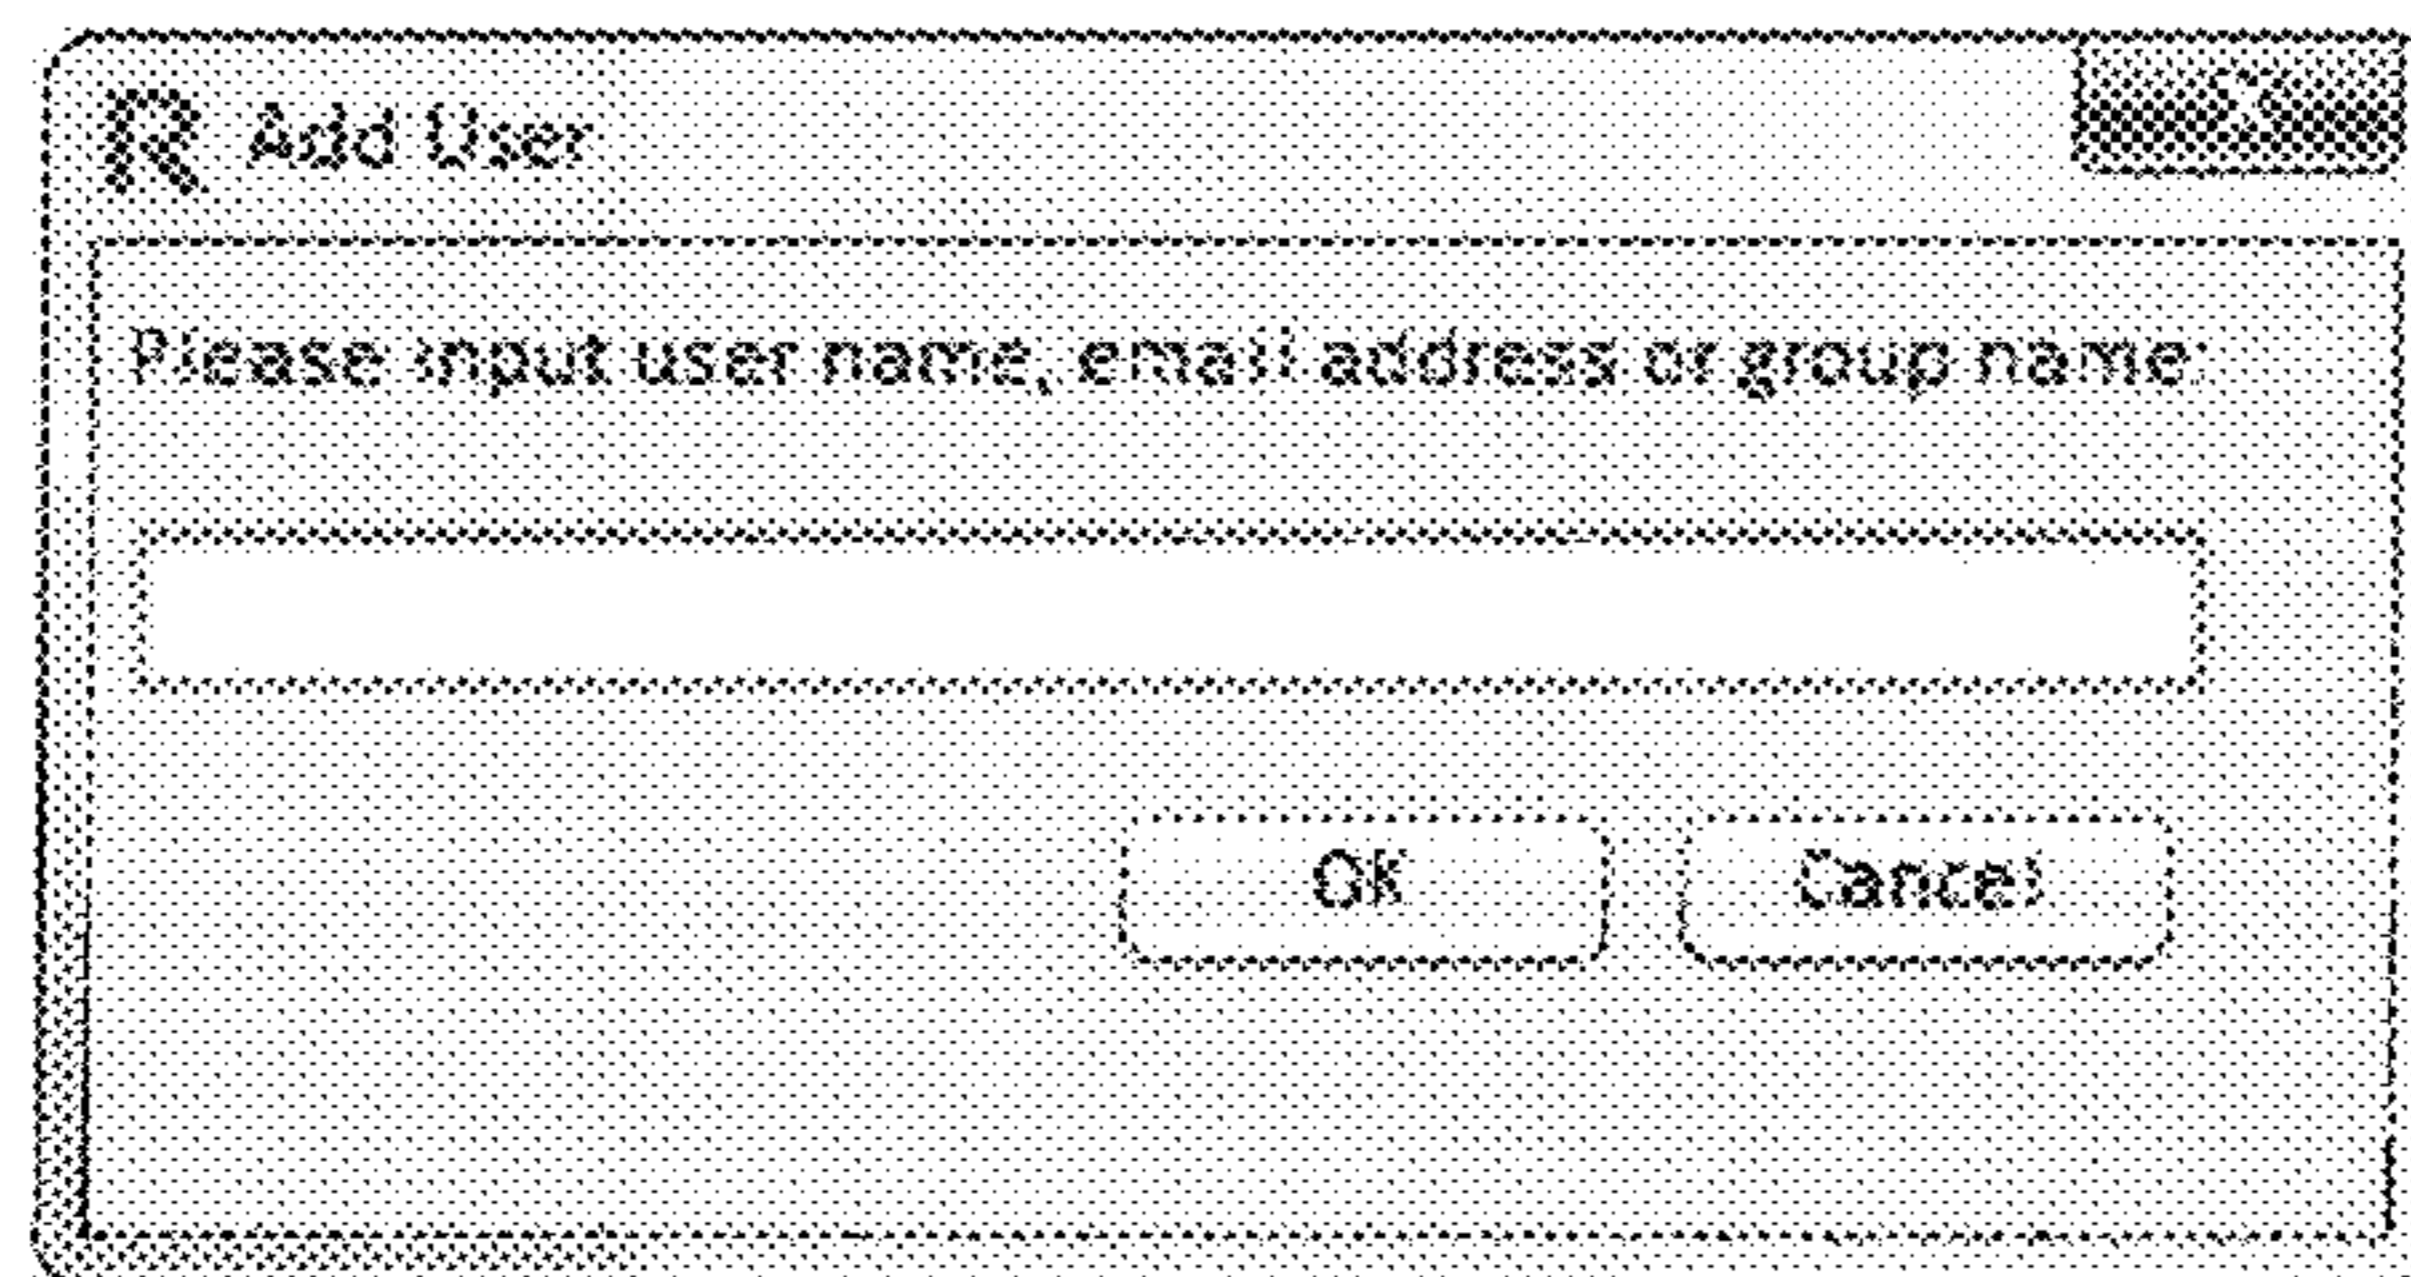 R Add User X
Please input user name, email address or group name:
OK Cancel